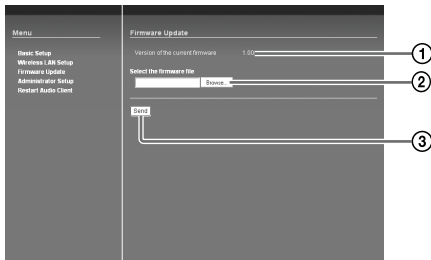 Menu
Basic Setup
Wireless LAN Setup
Firmware Update
Administrator Setup
Restart Audio Client
Firmware Update
Version of the current firmware 1.00
1
Select the firmware file
Browse...
2
Send
3